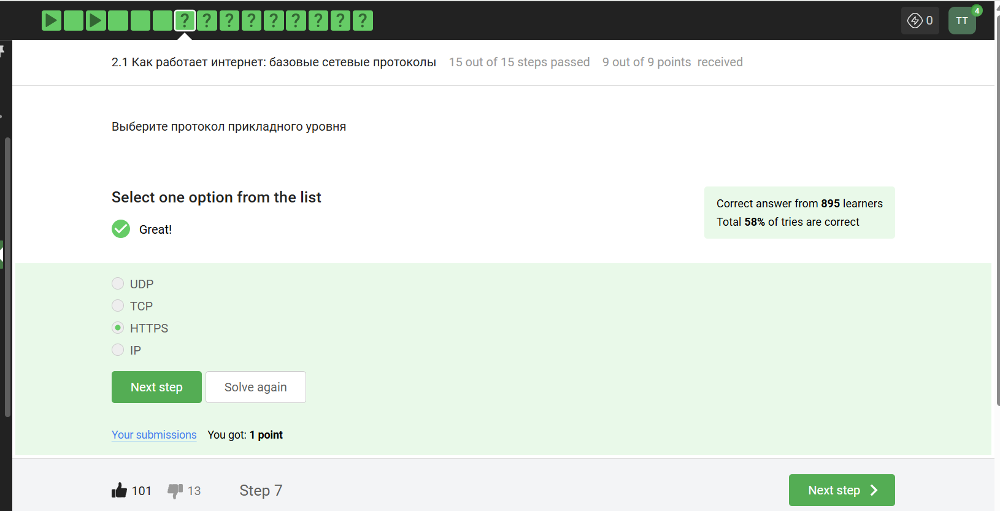 ? ? ? ? ? ? ? ? ?
0
TT
4
2.1 Как работает интернет: базовые сетевые протоколы 15 out of 15 steps passed 9 out of 9 points received
Выберите протокол прикладного уровня
Select one option from the list
Correct answer from 895 learners
Total 58% of tries are correct
Great!
UDP
TCP
HTTPS
IP
Next step Solve again
Your submissions You got: 1 point
101 13 Step 7 Next step